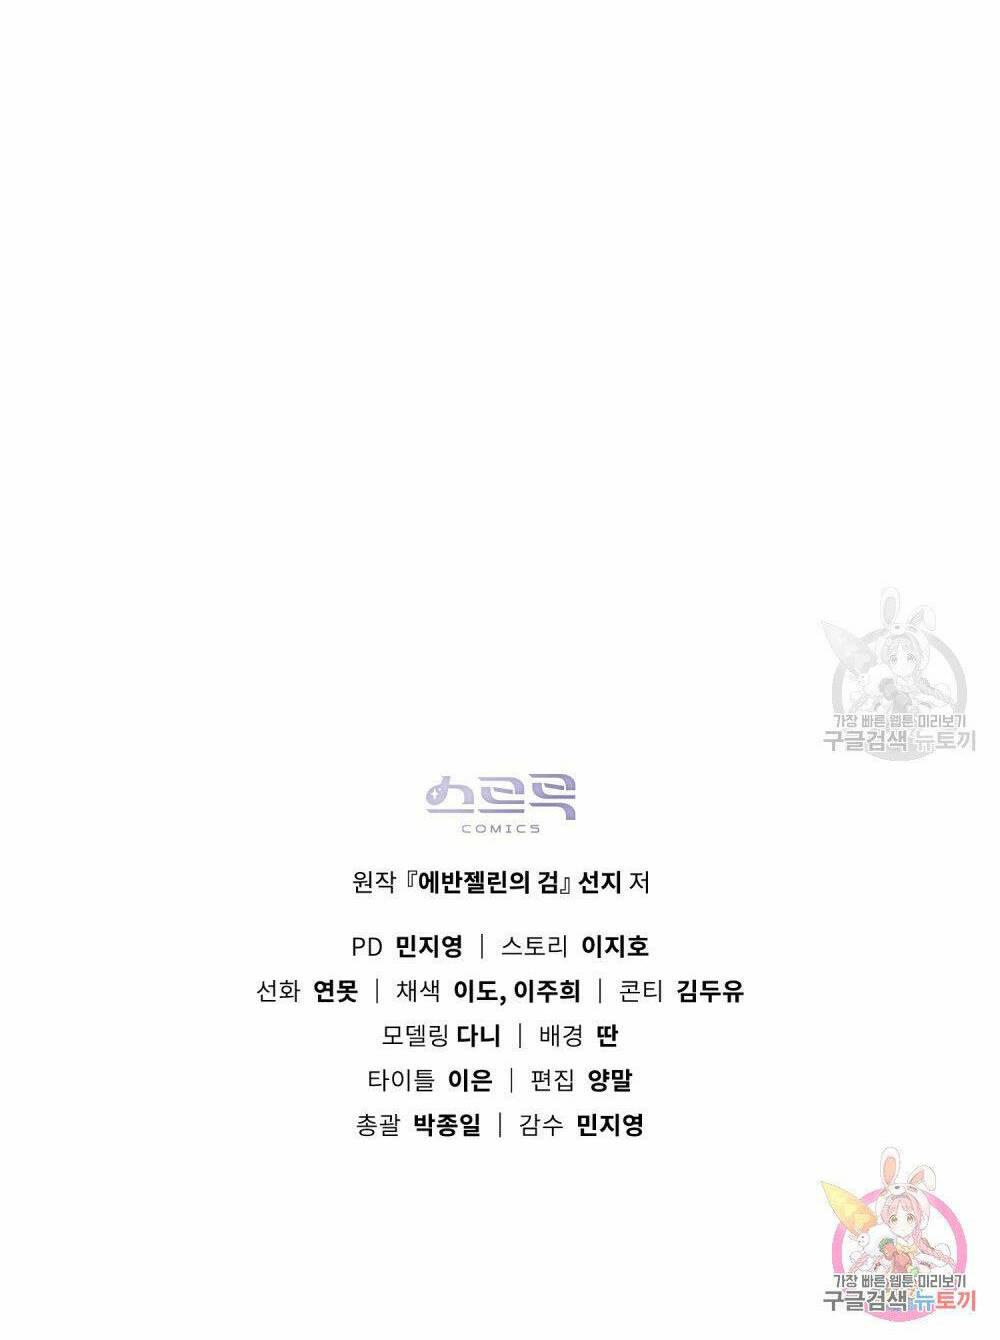 가장 빠른 웹툰 미리보기
구글검색 뉴토끼
스르륵
COMICS
원작 『에반젤린의 검』 선지 저
PD 민지영 | 스토리 이지호
선화 연못 | 채색 이도, 이주희 | 콘티 김두유
모델링 다니 | 배경 딴
타이틀 이은 | 편집 양말
총괄 박종일 | 감수 민지영
가장 빠른 웹툰 미리보기
구글검색 뉴토끼